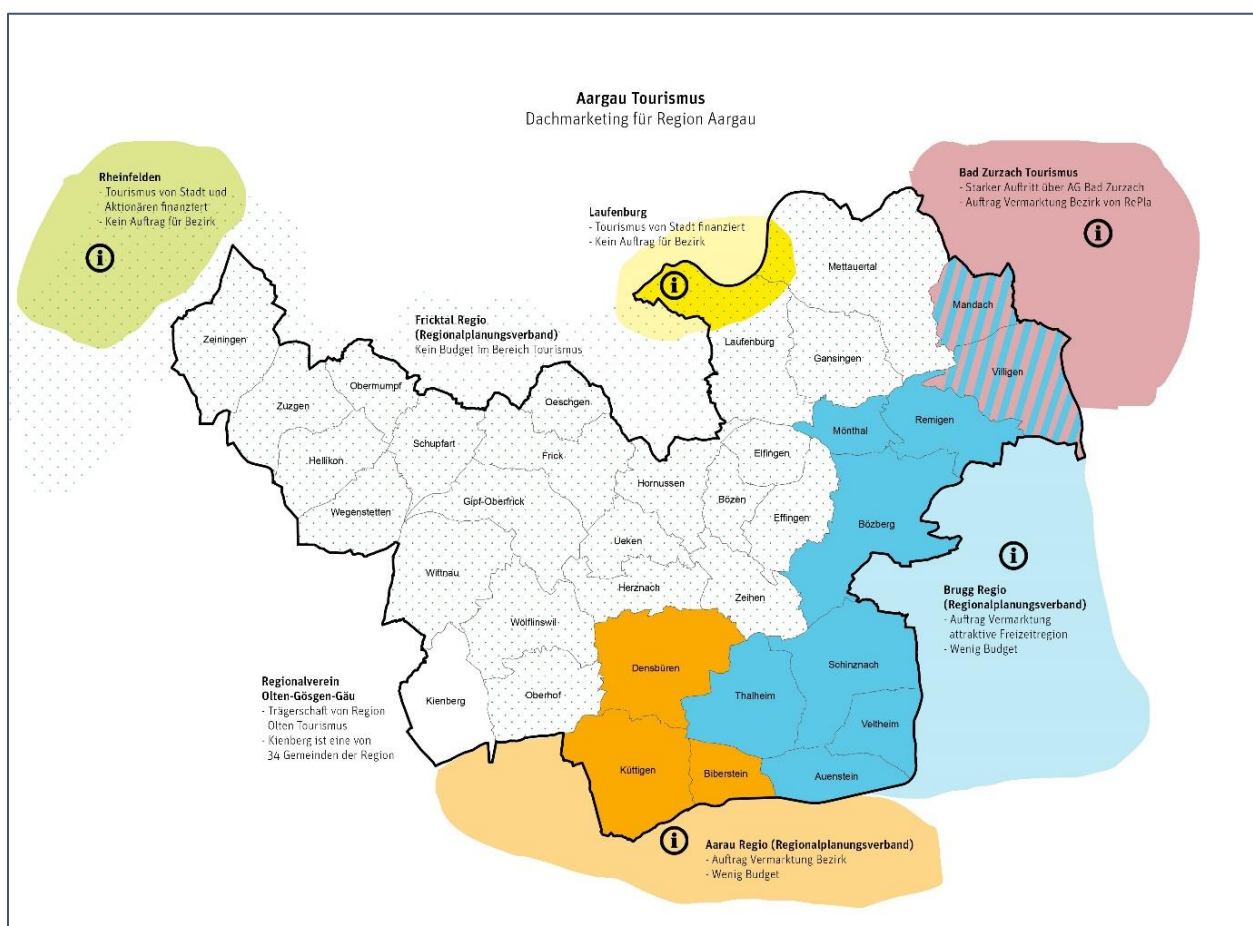 Aargau Tourismus
Dachmarketing für Region Aargau
Rheinfelden
- Tourismus von Stadt und
Aktionären finanziert
- Kein Auftrag für Bezirk
Laufenburg
- Tourismus von Stadt finanziert
- Kein Auftrag für Bezirk
Bad Zurzach Tourismus
- Starker Auftritt über AG Bad Zurzach
- Auftrag Vermarktung Bezirk von RePla
Fricktal Regio
(Regionalplanungsverband)
Kein Budget im Bereich Tourismus
Mettauertal
Mandach
Zeiningen
Laufenburg
Gansingen
Villigen
Obermumpf
Oeschgen
Zuzgen
Mönthal
Remigen
Schupfart
Frick
Elfingen
Hellikon
Hornussen
Bözen
Gipf-Oberfrick
Wegenstetten
Effingen
Bözberg
Ueken
Wittnau
Herznach
Zeihen
Wölflinswil
Brugg Regio
(Regionalplanungsverband)
- Auftrag Vermarktung
attraktive Freizeitregion
- Wenig Budget
Densbüren
Schinznach
Regionalverein
Olten-Gösgen-Gäu
- Trägerschaft von Region
Olten Tourismus
- Kienberg ist eine von
34 Gemeinden der Region
Kienberg
Oberhof
Thalheim
Veltheim
Küttigen
Biberstein
Auenstein
Aarau Regio (Regionalplanungsverband)
- Auftrag Vermarktung Bezirk
- Wenig Budget